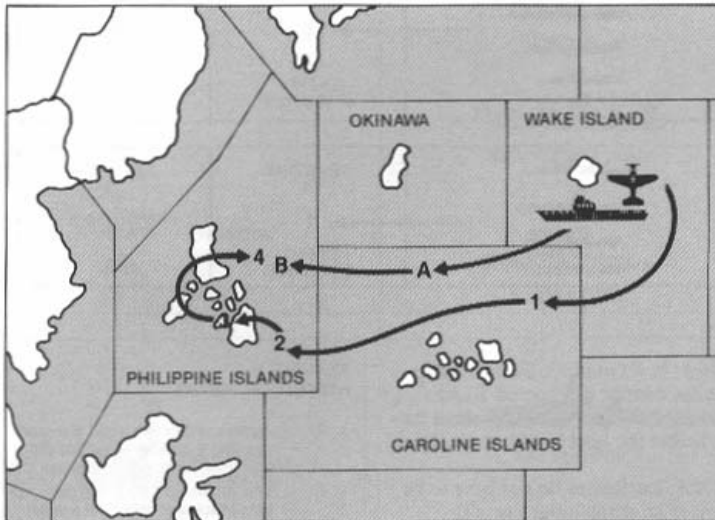 OKINAWA
WAKE ISLAND
4
B
A
1
2
PHILIPPINE ISLANDS
CAROLINE ISLANDS